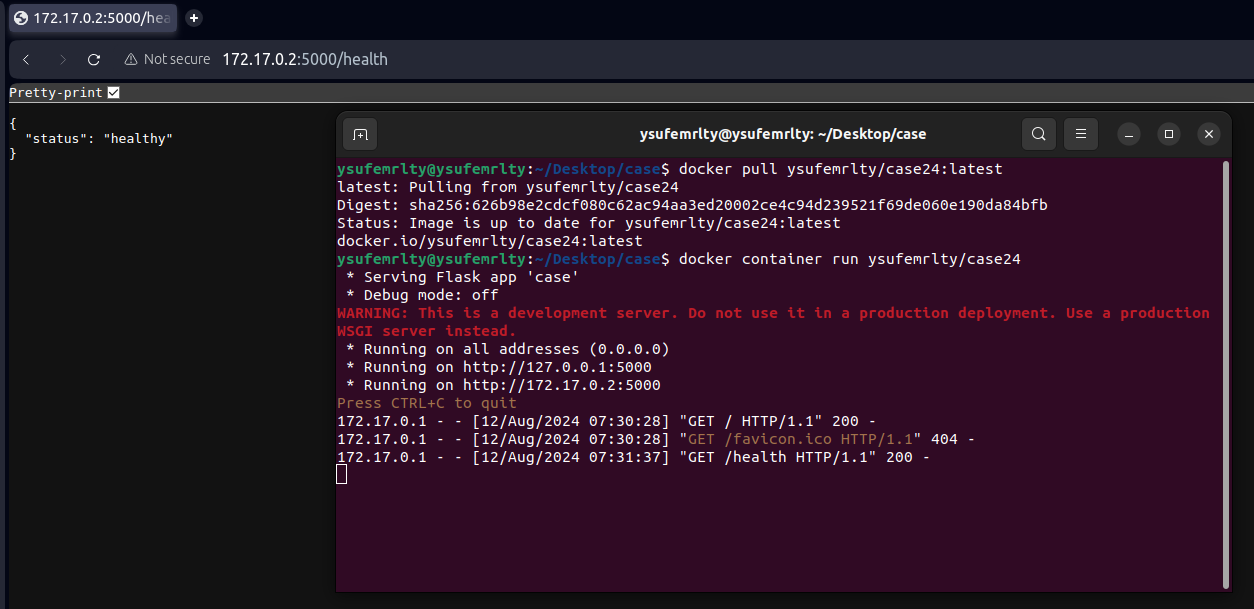 172.17.0.2:5000/hea
Not secure 172.17.0.2:5000/health
Pretty-print
{
"status": "healthy"
}
ysufemrlty@ysufemrlty: ~/Desktop/case
ysufemrlty@ysufemrlty:~/Desktop/case$ docker pull ysufemrlty/case24:latest
latest: Pulling from ysufemrlty/case24
Digest: sha256:626b98e2cdcf080c62ac94aa3ed20002ce4c94d239521f69de060e190da84bfb
Status: Image is up to date for ysufemrlty/case24:latest
docker.io/ysufemrlty/case24:latest
ysufemrlty@ysufemrlty:~/Desktop/case$ docker container run ysufemrlty/case24
* Serving Flask app 'case'
* Debug mode: off
WARNING: This is a development server. Do not use it in a production deployment. Use a production
WSGI server instead.
* Running on all addresses (0.0.0.0)
* Running on http://127.0.0.1:5000
* Running on http://172.17.0.2:5000
Press CTRL+C to quit
172.17.0.1 - - [12/Aug/2024 07:30:28] "GET / HTTP/1.1" 200 -
172.17.0.1 - - [12/Aug/2024 07:30:28] "GET /favicon.ico HTTP/1.1" 404 -
172.17.0.1 - - [12/Aug/2024 07:31:37] "GET /health HTTP/1.1" 200 -